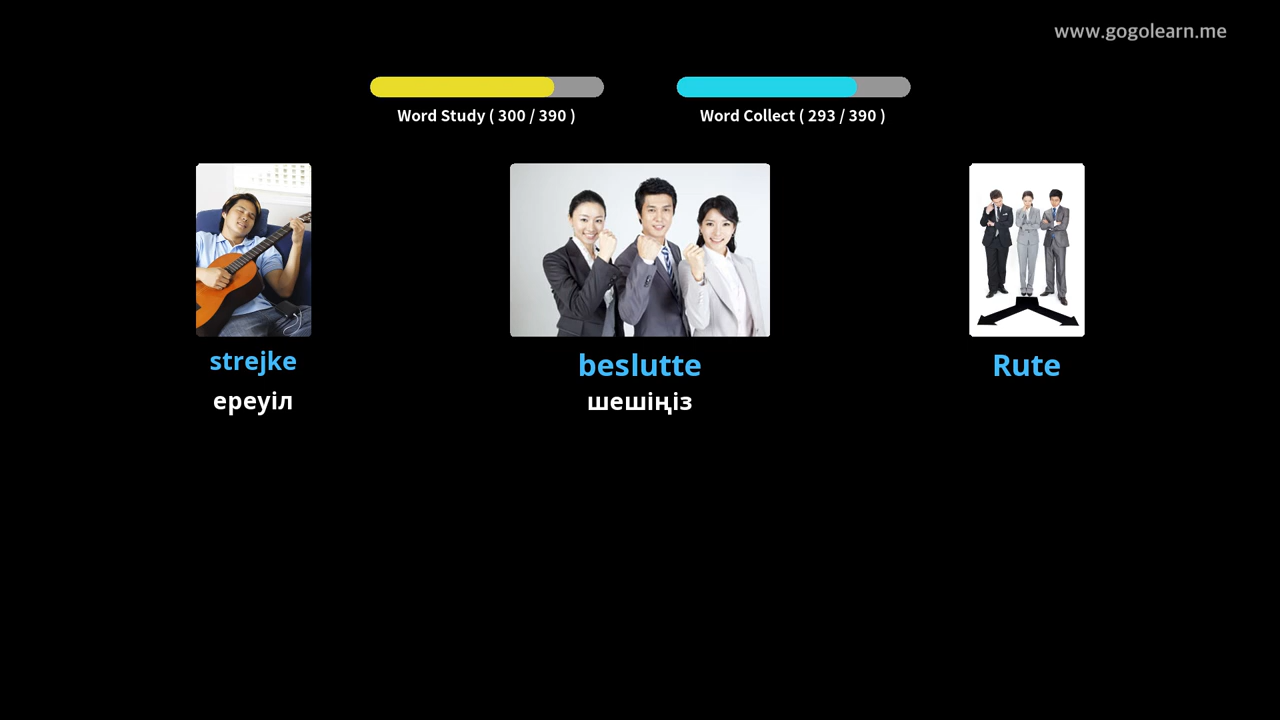 www.gogolearn.me
Word Study ( 300 / 390 )
Word Collect ( 293 / 390 )
strejke
ереуіл
beslutte
шешіңіз
Rute